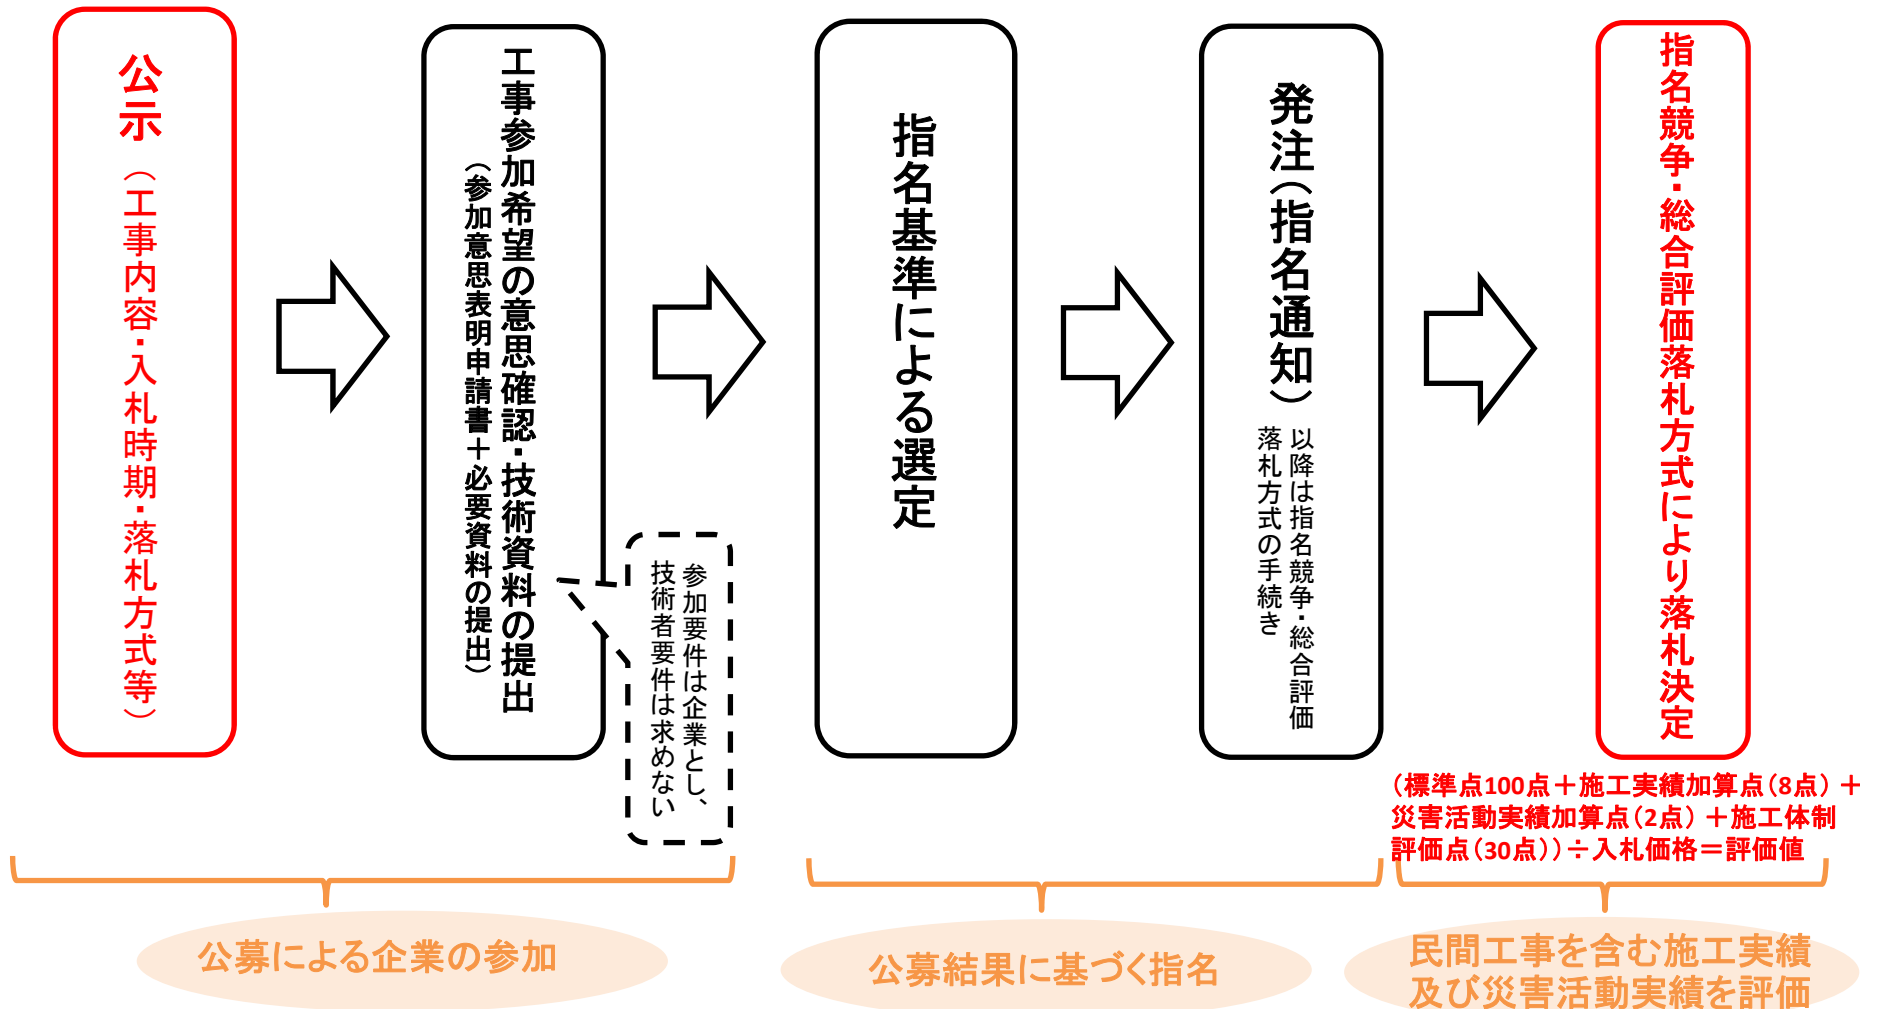 公示（工事内容・入札時期・落札方式等）
工事参加希望の意思確認・技術資料の提出
（参加意思表明申請書＋必要資料の提出）
参加要件は企業とし、
技術者要件は求めない
指名基準による選定
発注（指名通知）
以降は指名競争・総合評価
落札方式の手続き
指名競争・総合評価落札方式により落札決定
（標準点100点＋施工実績加算点（8点）＋
災害活動実績加算点（2点）＋施工体制
評価点（30点））÷入札価格＝評価値
公募による企業の参加
公募結果に基づく指名
民間工事を含む施工実績
及び災害活動実績を評価